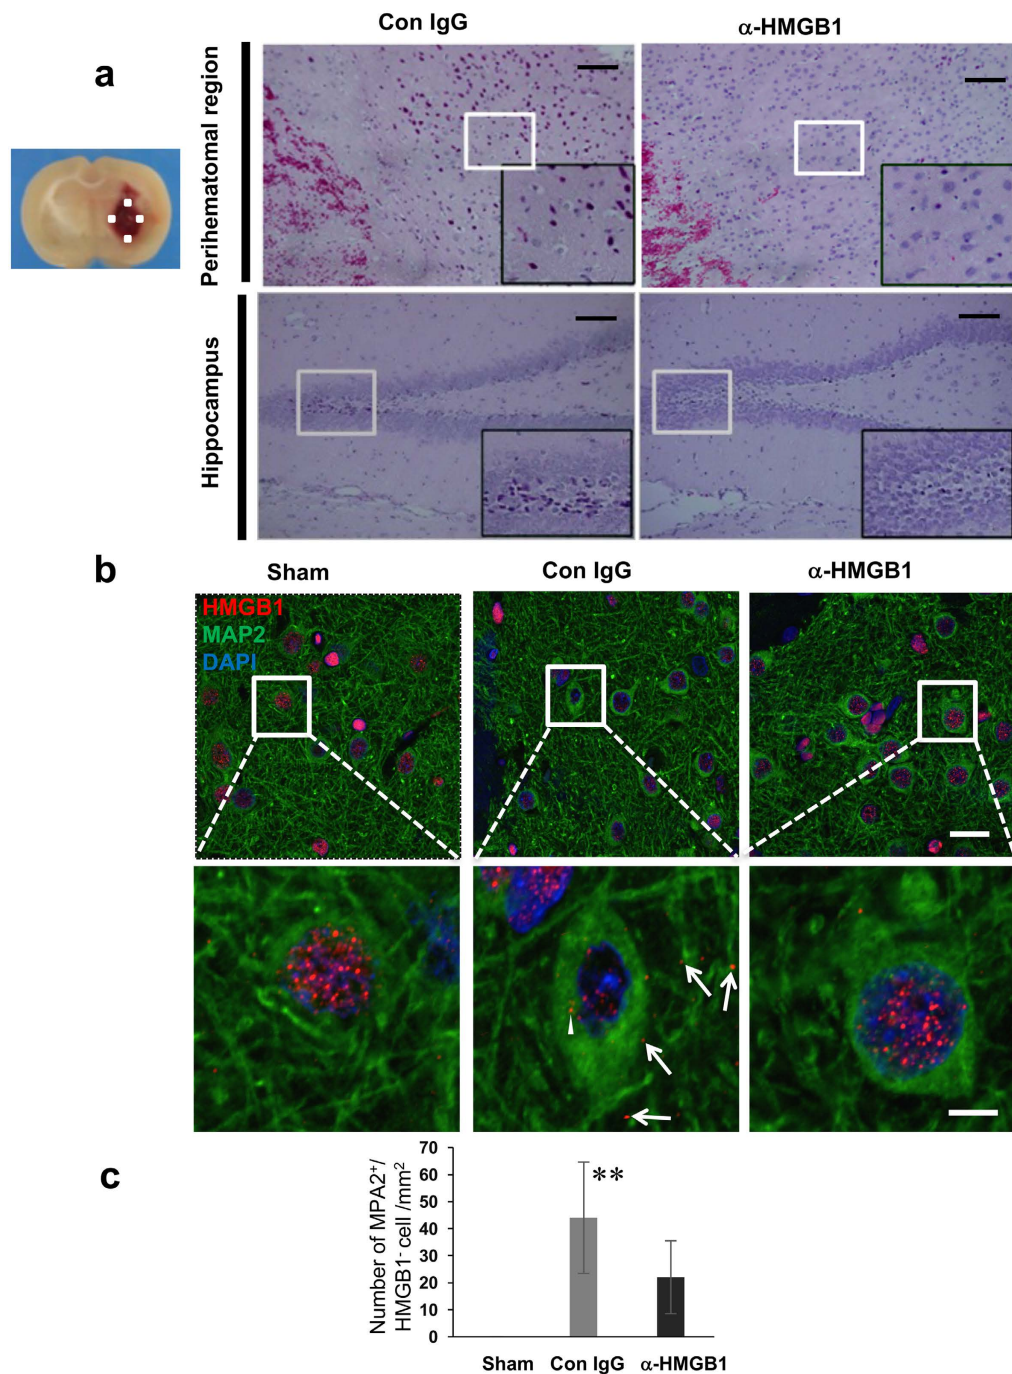 Con IgG
α-HMGB1
a
Perihematomal region
Hippocampus
b
Sham
Con IgG
α-HMGB1
HMGB1
MAP2
DAPI
c
Number of MPA2⁺/
HMGB1⁻ cell /mm²
70
60
50
40
30
20
10
0
**
Sham
Con IgG
α-HMGB1